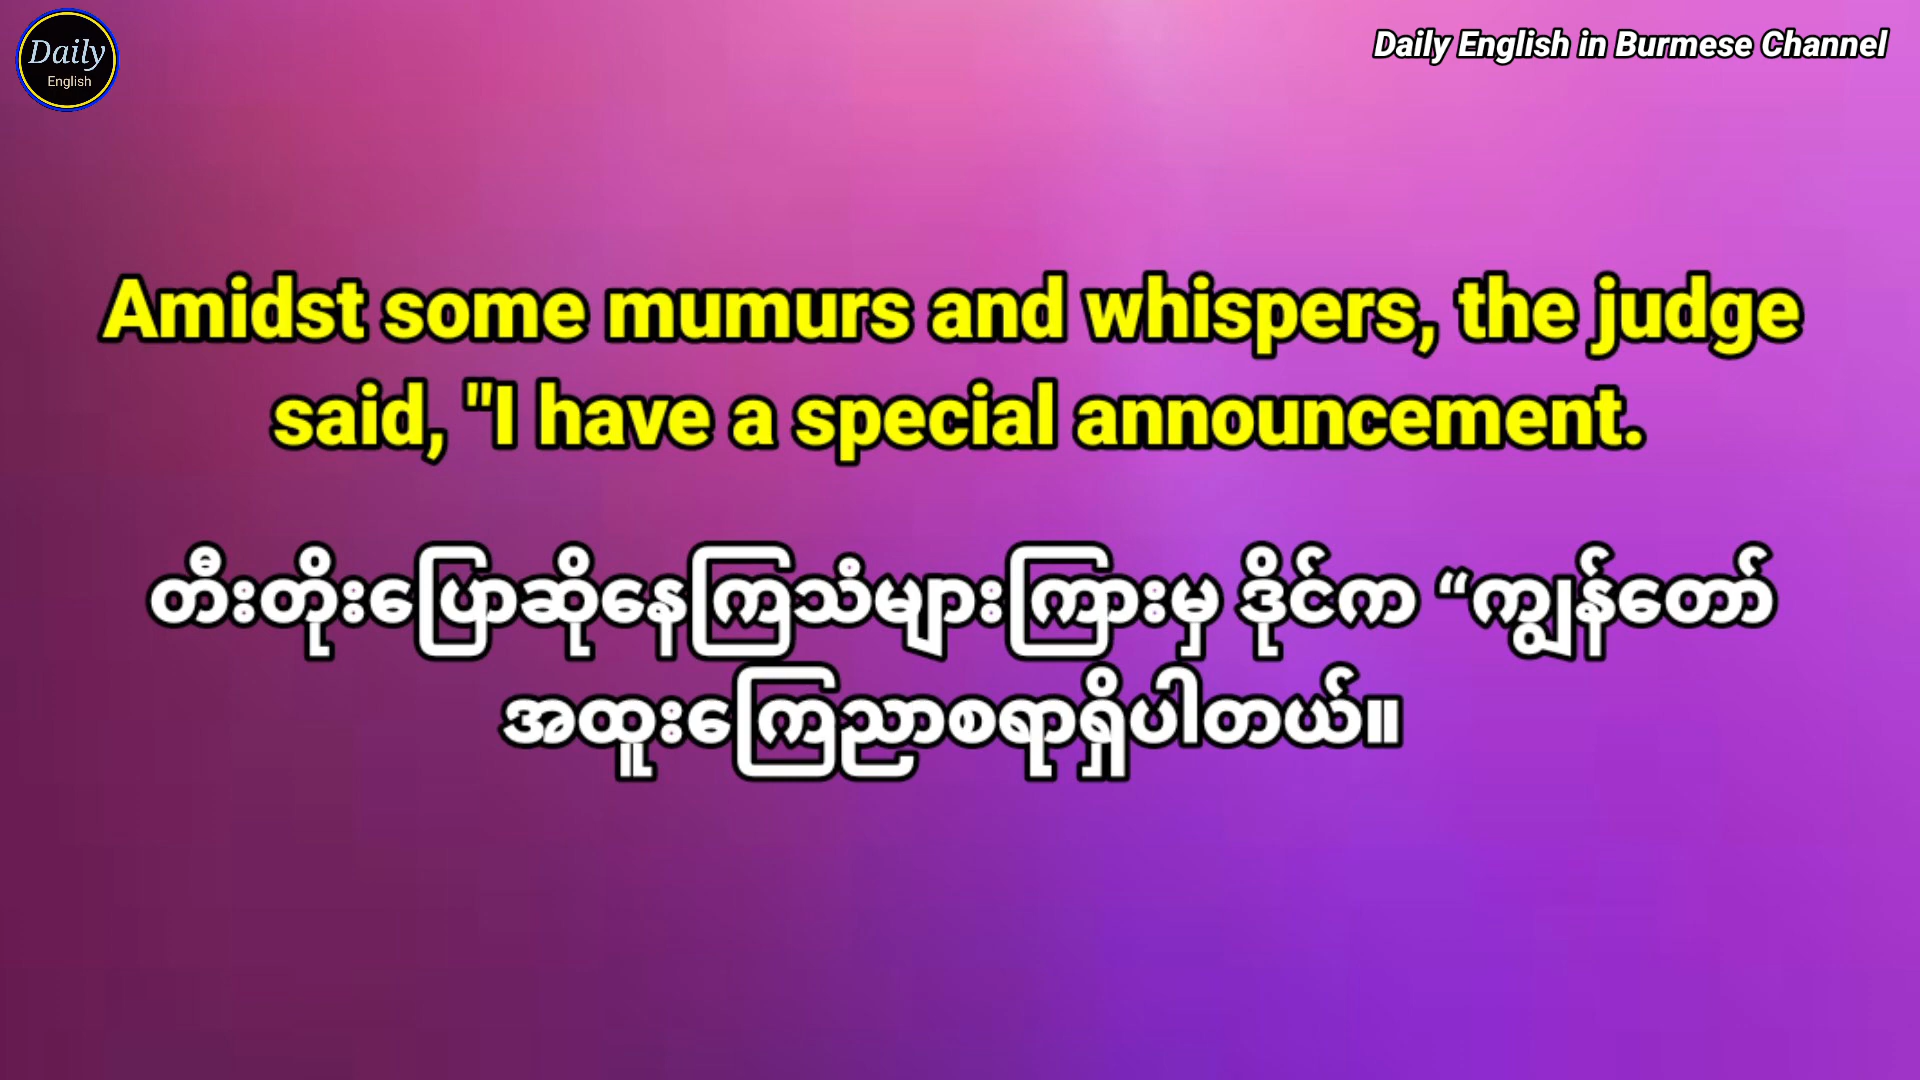 Daily
English
Daily English in Burmese Channel
Amidst some mumurs and whispers, the judge
said, "I have a special announcement.
တီးတိုးပြောဆိုနေကြသံများကြားမှ ဒိုင်က “ကျွန်တော်
အထူးကြေညာစရာရှိပါတယ်။